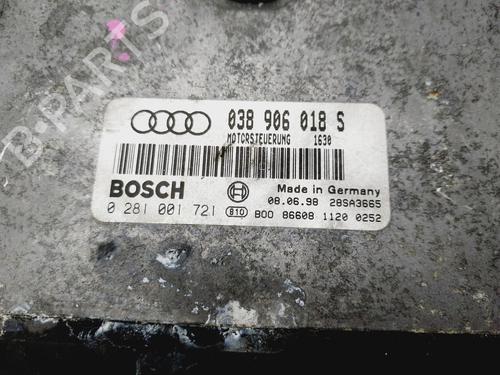 B-PARTS
038 906 018 S
MOTORSTEUERUNG 1630
BOSCH
Made in Germany
08.06.98 28SA3665
0 281 001 721 B10 B00 86608 1120 0252